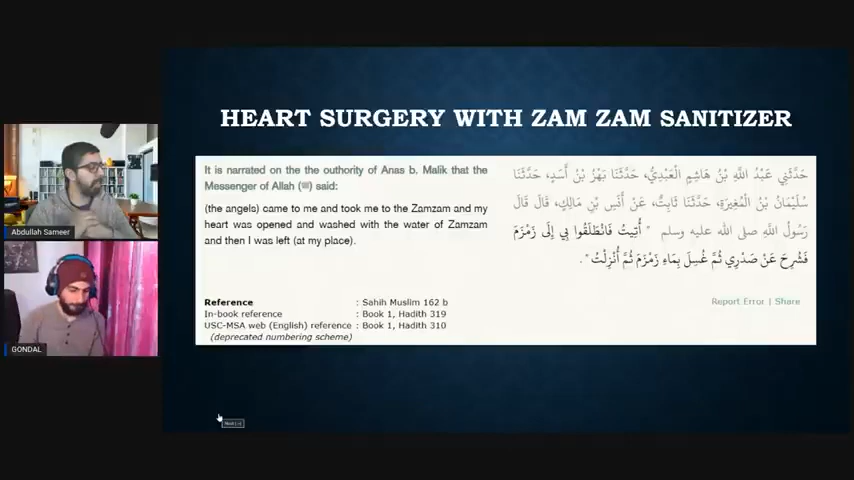 HEART SURGERY WITH ZAM ZAM SANITIZER
It is narrated on the the outhority of Anas b. Malik that the
Messenger of Allah (ﷺ) said:
(the angels) came to me and took me to the Zamzam and my
heart was opened and washed with the water of Zamzam
and then I was left (at my place).
حَدَّثَنِي عَبْدُ اللَّهِ بْنُ هَاشِمٍ الْعَبْدِيُّ، حَدَّثَنَا بَهْزُ بْنُ أَسَدٍ، حَدَّثَنَا
سُلَيْمَانُ بْنُ الْمُغِيرَةِ، حَدَّثَنَا ثَابِتٌ، عَنْ أَنَسِ بْنِ مَالِكٍ، قَالَ قَالَ
رَسُولُ اللَّهِ صلى الله عليه وسلم " أُتِيتُ فَانْطَلَقُوا بِي إِلَى زَمْزَمَ
فَشُرِحَ عَنْ صَدْرِي ثُمَّ غُسِلَ بِمَاءِ زَمْزَمَ ثُمَّ أُنْزِلْتُ " .
Reference : Sahih Muslim 162 b
In-book reference : Book 1, Hadith 319
USC-MSA web (English) reference : Book 1, Hadith 310
(deprecated numbering scheme)
Report Error | Share
Abdullah Sameer
GONDAL